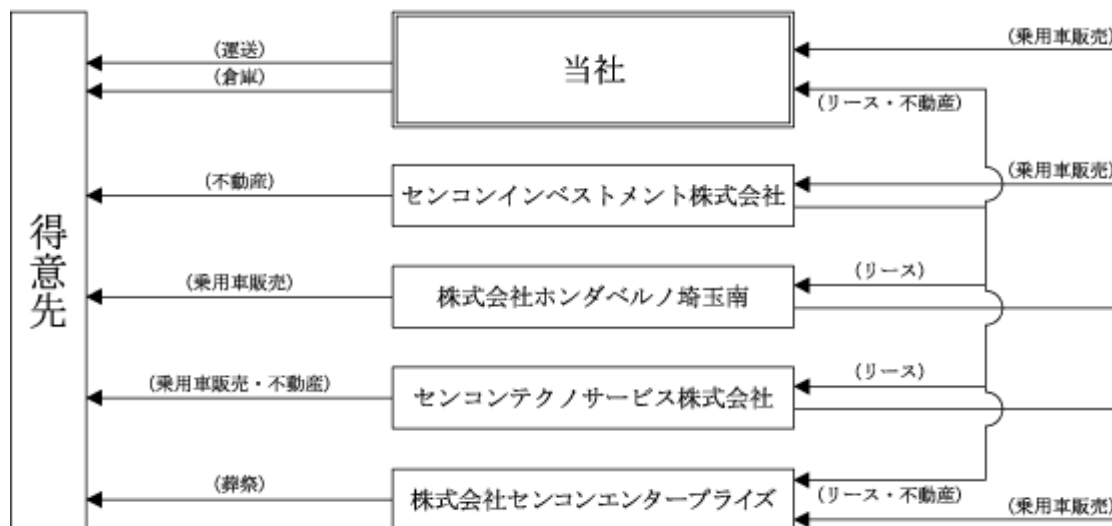 (運送)
(倉庫)
当社
(乗用車販売)
(リース・不動産)
(不動産)
センコンインベストメント株式会社
(乗用車販売)
得意先
(乗用車販売)
株式会社ホンダベルノ埼玉南
(リース)
(乗用車販売・不動産)
センコンテクノサービス株式会社
(リース)
(葬祭)
株式会社センコンエンタープライズ
(リース・不動産)
(乗用車販売)